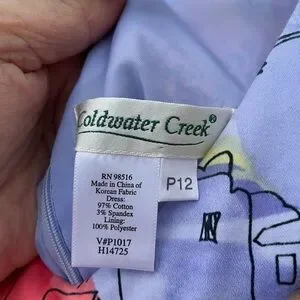 Coldwater Creek®
RN 98516
Made in China of
Korean Fabric
Dress:
97% Cotton
3% Spandex
Lining:
100% Polyester
V#P1017
H14725
P12